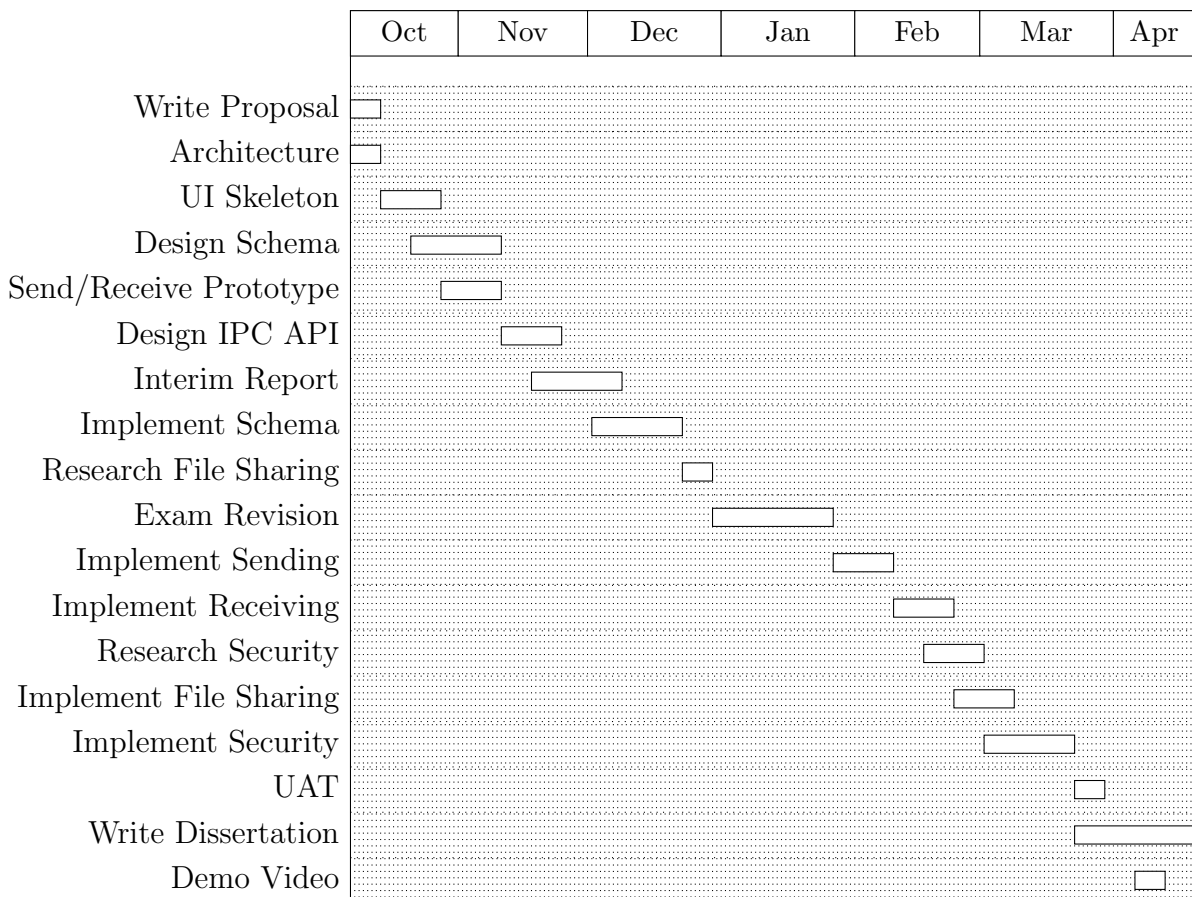 Oct Nov Dec Jan Feb Mar Apr
Write Proposal
Architecture
UI Skeleton
Design Schema
Send/Receive Prototype
Design IPC API
Interim Report
Implement Schema
Research File Sharing
Exam Revision
Implement Sending
Implement Receiving
Research Security
Implement File Sharing
Implement Security
UAT
Write Dissertation
Demo Video